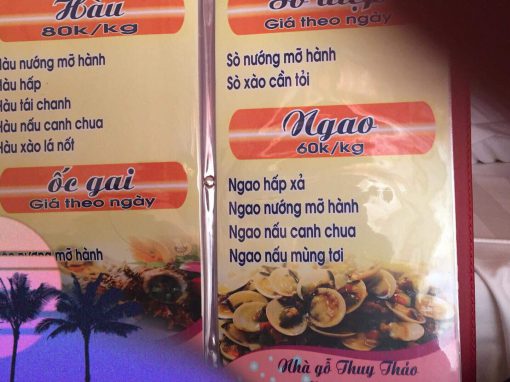 Hàu
80k/kg
Hàu nướng mỡ hành
Hàu hấp
Hàu tái chanh
Hàu nấu canh chua
Hàu xào lá nốt
ốc gai
Giá theo ngày
nướng mỡ hành
Giá theo ngày
Sò nướng mỡ hành
Sò xào cần tỏi
Ngao
60k/kg
Ngao hấp xả
Ngao nướng mỡ hành
Ngao nấu canh chua
Ngao nấu mùng tơi
Nhà gỗ Thuy Thảo